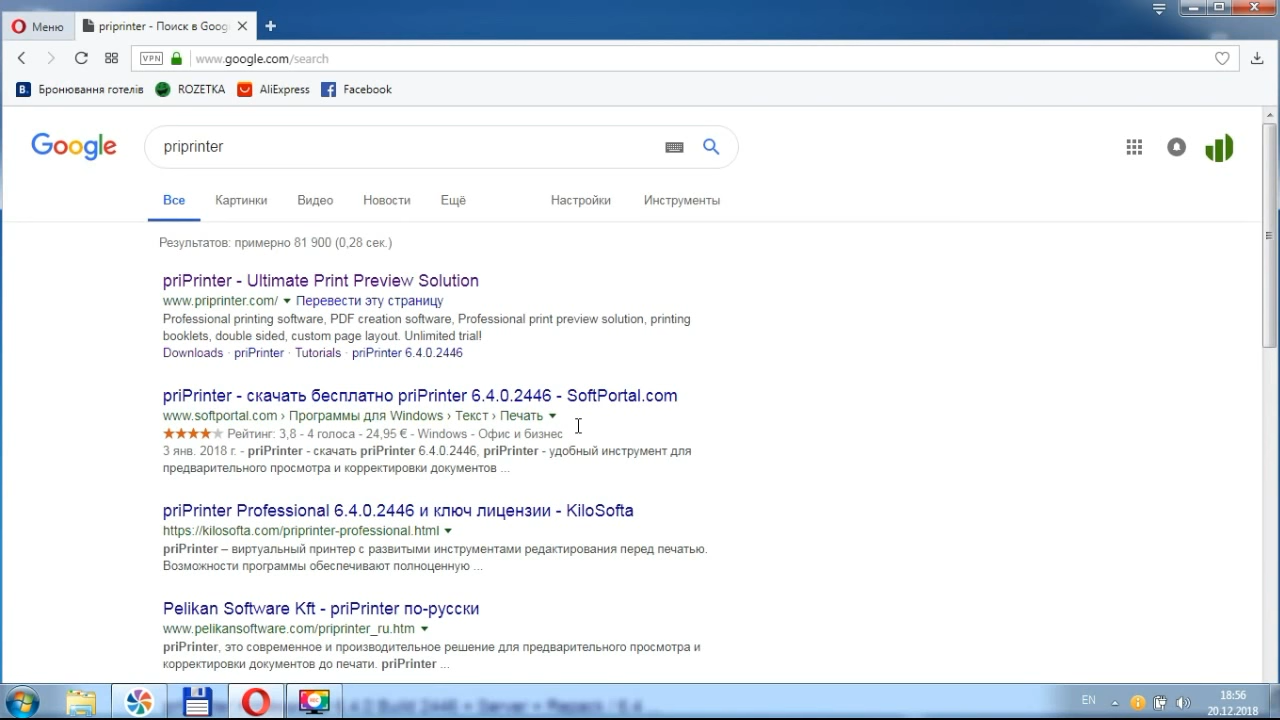 Меню
priprinter - Поиск в Goog
VPN
www.google.com/search
B.
Бронювання готелів
ROZETKA
AliExpress
Facebook
Google
priprinter
Все
Картинки
Видео
Новости
Ещё
Настройки
Инструменты
Результатов: примерно 81 900 (0,28 сек.)
priPrinter - Ultimate Print Preview Solution
www.priprinter.com/ Перевести эту страницу
Professional printing software, PDF creation software, Professional print preview solution, printing
booklets, double sided, custom page layout. Unlimited trial!
Downloads · priPrinter · Tutorials · priPrinter 6.4.0.2446
priPrinter - скачать бесплатно priPrinter 6.4.0.2446 - SoftPortal.com
www.softportal.com › Программы для Windows › Текст › Печать
Рейтинг: 3,8 - 4 голоса - 24,95 € - Windows - Офис и бизнес
3 янв. 2018 г. - priPrinter - скачать priPrinter 6.4.0.2446, priPrinter - удобный инструмент для
предварительного просмотра и корректировки документов ...
priPrinter Professional 6.4.0.2446 и ключ лицензии - KiloSofta
https://kilosofta.com/priprinter-professional.html
priPrinter – виртуальный принтер с развитыми инструментами редактирования перед печатью.
Возможности программы обеспечивают полноценную ...
Pelikan Software Kft - priPrinter по-русски
www.pelikansoftware.com/priprinter_ru.htm
priPrinter, это современное и производительное решение для предварительного просмотра и
корректировки документов до печати. priPrinter ...
EN
18:56
20.12.2018